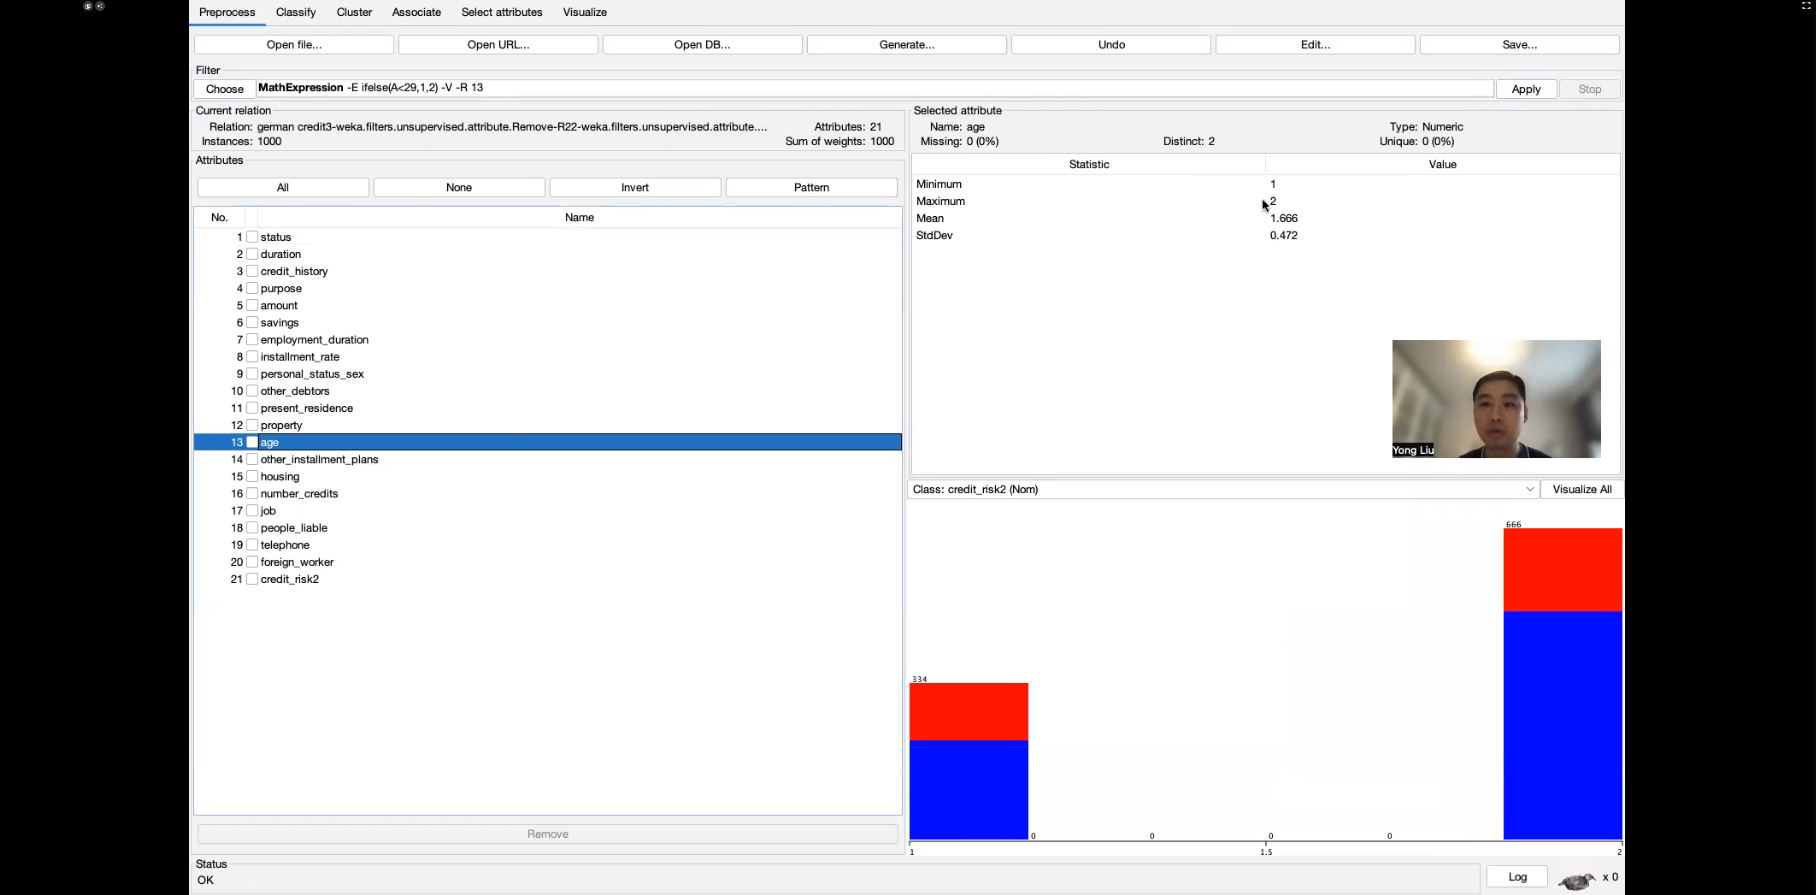 Preprocess Classify Cluster Associate Select attributes Visualize
Open file... Open URL... Open DB... Generate... Undo Edit... Save...
Filter
Choose MathExpression -E ifelse(A<29,1,2) -V -R 13 Apply Stop
Current relation
Relation: german credit3-weka.filters.unsupervised.attribute.Remove-R22-weka.filters.unsupervised.attribute.... Attributes: 21
Instances: 1000 Sum of weights: 1000
Attributes
All None Invert Pattern
No. Name
1 status
2 duration
3 credit_history
4 purpose
5 amount
6 savings
7 employment_duration
8 installment_rate
9 personal_status_sex
10 other_debtors
11 present_residence
12 property
13 age
14 other_installment_plans
15 housing
16 number_credits
17 job
18 people_liable
19 telephone
20 foreign_worker
21 credit_risk2
Remove
Selected attribute
Name: age Type: Numeric
Missing: 0 (0%) Distinct: 2 Unique: 0 (0%)
Statistic Value
Minimum 1
Maximum 2
Mean 1.666
StdDev 0.472
Yong Liu
Class: credit_risk2 (Nom) Visualize All
666
334
0 0 0 0
1 1.5 2
Status
OK
Log x 0